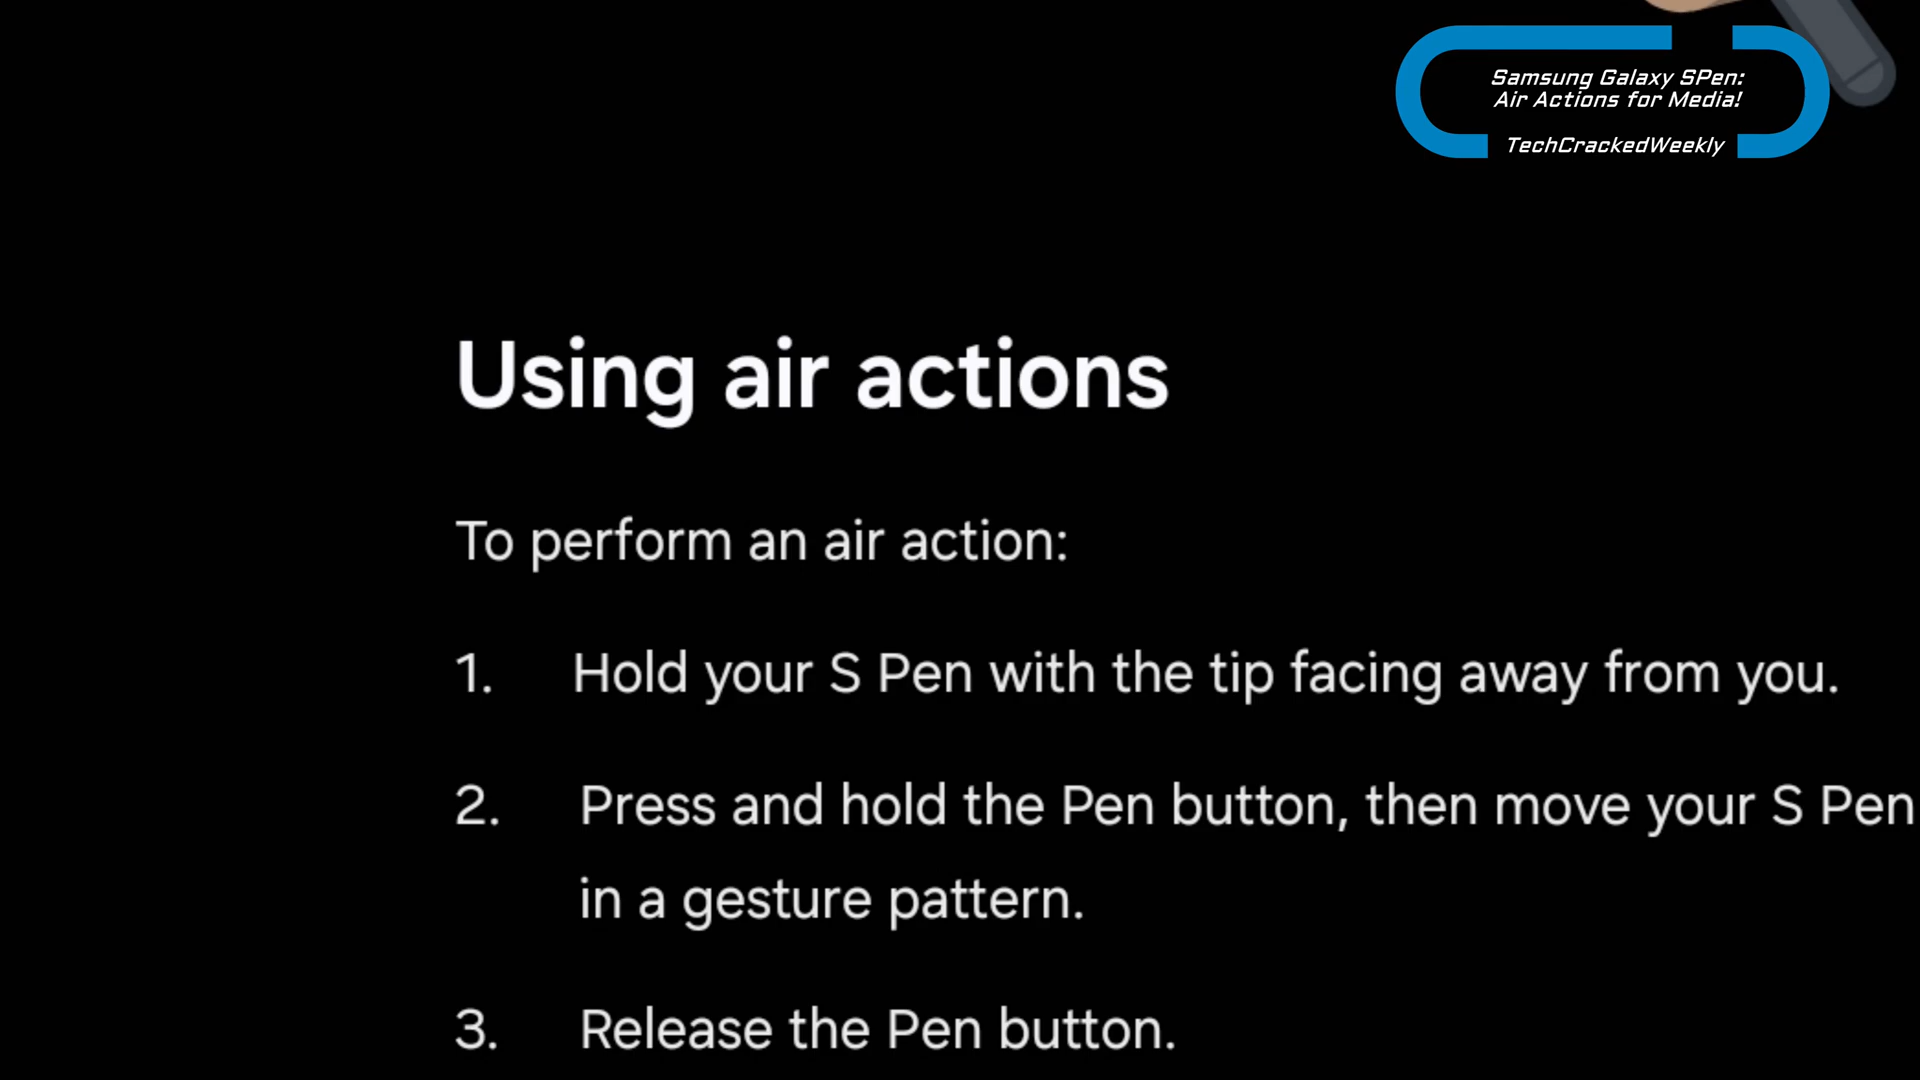 Samsung Galaxy SPen:
Air Actions for Media!
TechCrackedWeekly
Using air actions
To perform an air action:
1. Hold your S Pen with the tip facing away from you.
2. Press and hold the Pen button, then move your S Pen
in a gesture pattern.
3. Release the Pen button.